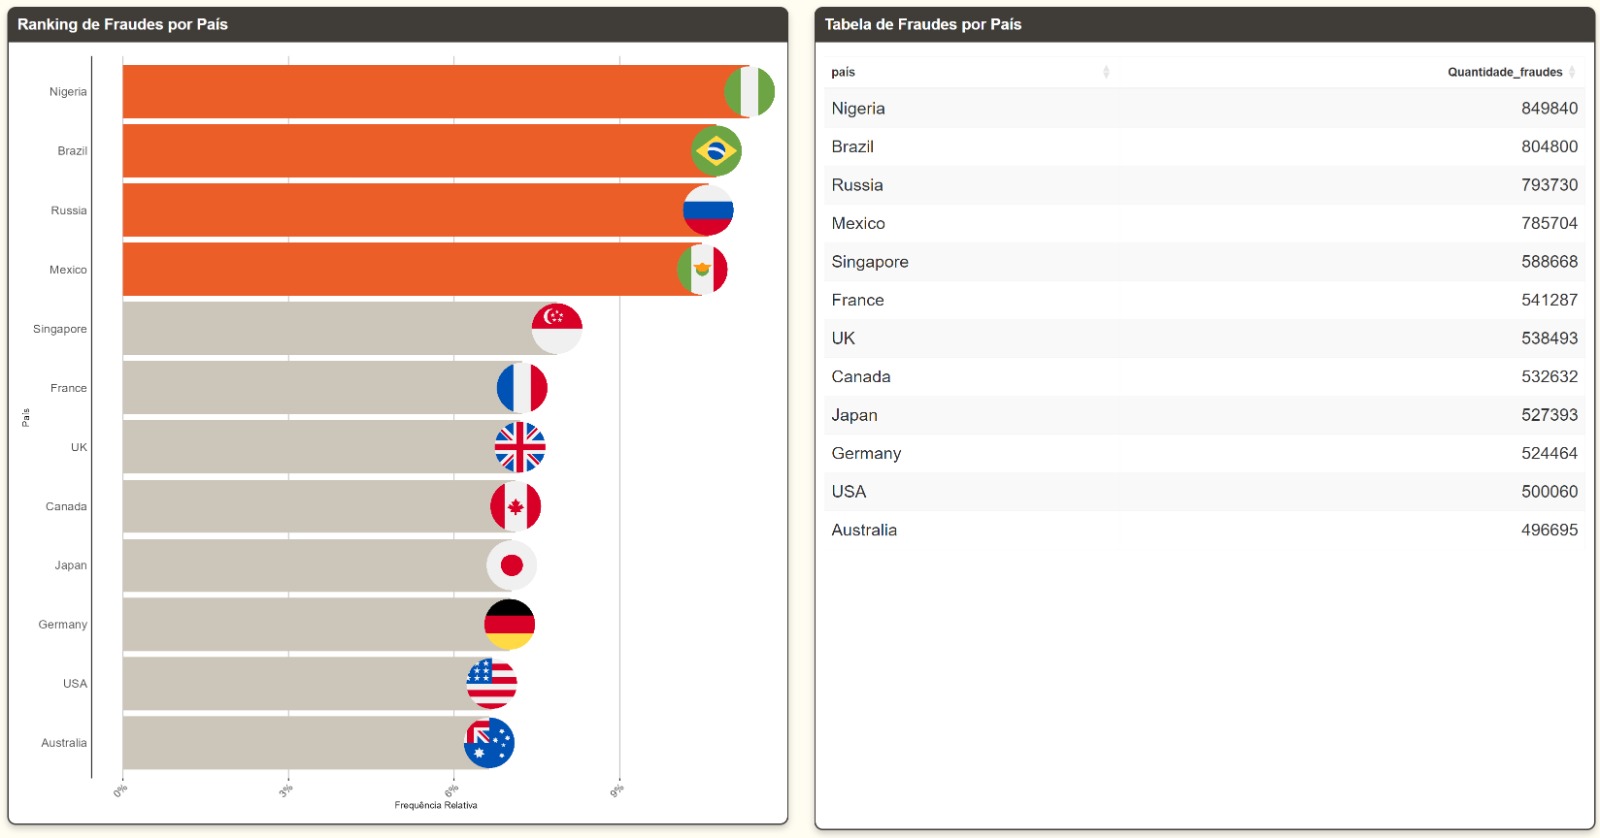 Ranking de Fraudes por País
Nigeria
Brazil
Russia
Mexico
Singapore
France
UK
Canada
Japan
Germany
USA
Australia
País
0%
3%
6%
9%
Frequência Relativa
Tabela de Fraudes por País
país Quantidade_fraudes
Nigeria 849840
Brazil 804800
Russia 793730
Mexico 785704
Singapore 588668
France 541287
UK 538493
Canada 532632
Japan 527393
Germany 524464
USA 500060
Australia 496695